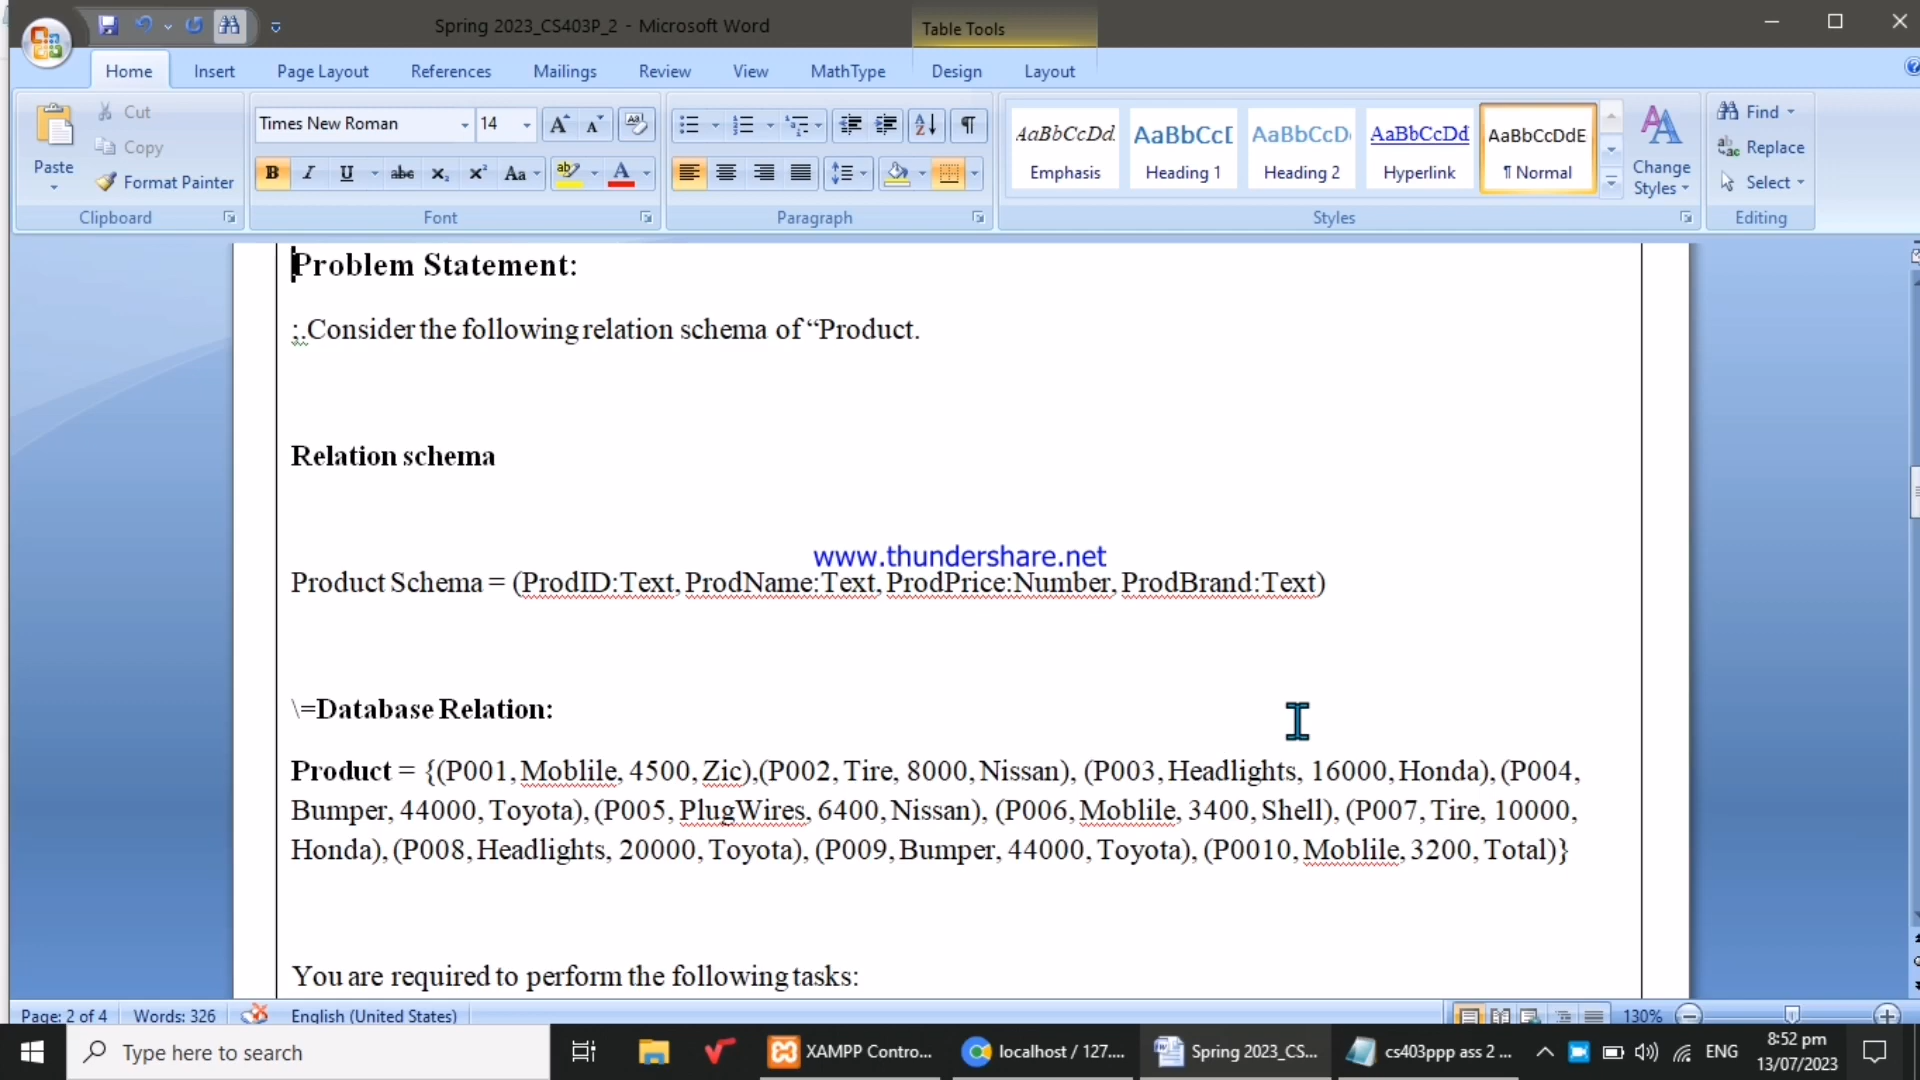 Spring 2023_CS403P_2 - Microsoft Word
Table Tools
Home Insert Page Layout References Mailings Review View MathType Design Layout
Paste
Cut
Copy
Format Painter
Clipboard
Times New Roman 14
Font
Paragraph
AaBbCcDd. AaBbCcD AaBbCcD AaBbCcDd AaBbCcDdE
Emphasis Heading 1 Heading 2 Hyperlink ¶ Normal
Change Styles
Styles
Find
Replace
Select
Editing
Problem Statement:
;.Consider the following relation schema of “Product.
Relation schema
www.thundershare.net
Product Schema = (ProdID:Text, ProdName:Text, ProdPrice:Number, ProdBrand:Text)
\=Database Relation:
Product = {(P001, Moblile, 4500, Zic),(P002, Tire, 8000, Nissan), (P003, Headlights, 16000, Honda), (P004,
Bumper, 44000, Toyota), (P005, PlugWires, 6400, Nissan), (P006, Moblile, 3400, Shell), (P007, Tire, 10000,
Honda), (P008, Headlights, 20000, Toyota), (P009, Bumper, 44000, Toyota), (P0010, Moblile, 3200, Total)}
You are required to perform the following tasks:
Page: 2 of 4 Words: 326 English (United States) 130%
Type here to search
XAMPP Contro...
localhost / 127....
Spring 2023_CS...
cs403ppp ass 2 ...
ENG
8:52 pm
13/07/2023